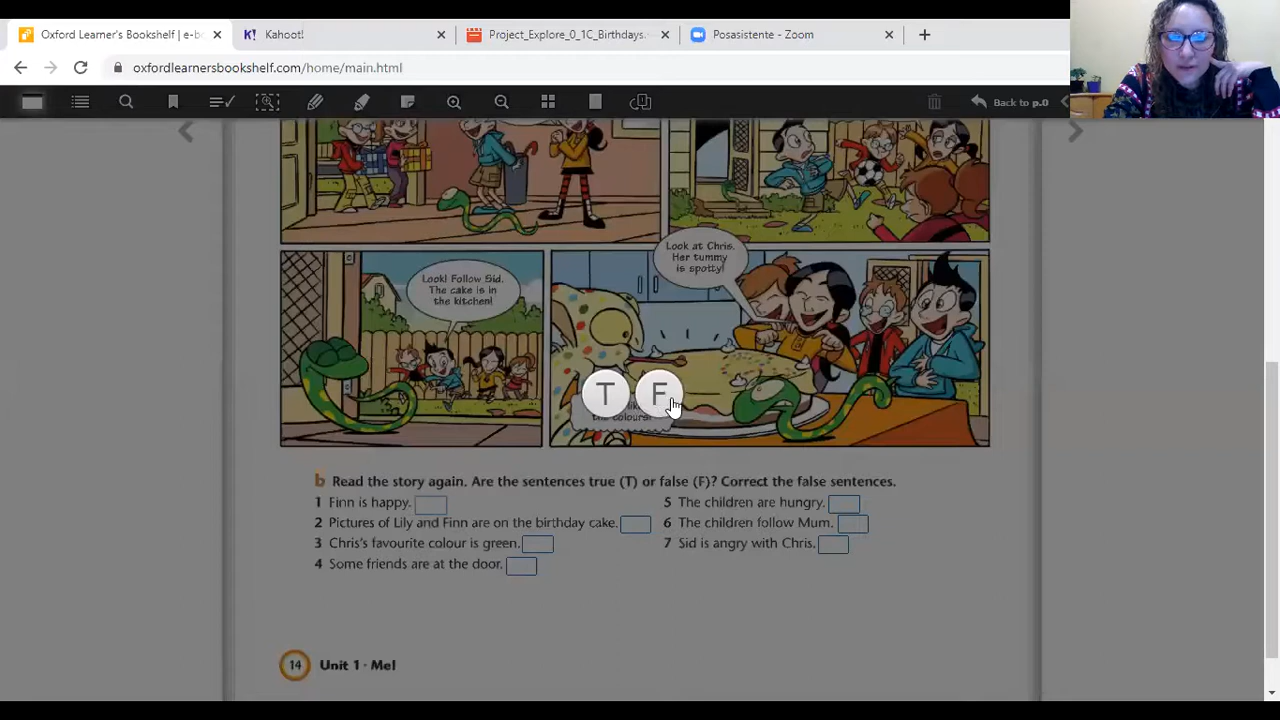 Oxford Learner's Bookshelf | e-b
Kahoot!
Project_Explore_0_1C_Birthdays.
Posasistente - Zoom
oxfordlearnersbookshelf.com/home/main.html
Back to p.0
Look at Chris.
Her tummy
is spotty!
Look! Follow Sid.
The cake is in
the kitchen!
T F
the colours!
b Read the story again. Are the sentences true (T) or false (F)? Correct the false sentences.
1 Finn is happy.
2 Pictures of Lily and Finn are on the birthday cake.
3 Chris's favourite colour is green.
4 Some friends are at the door.
5 The children are hungry.
6 The children follow Mum.
7 Sid is angry with Chris.
14 Unit 1 - Me!